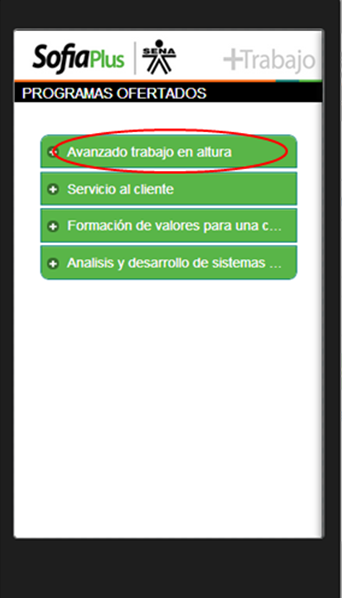 SofiaPlus SENA +Trabajo
PROGRAMAS OFERTADOS
Avanzado trabajo en altura
Servicio al cliente
Formación de valores para una c...
Analisis y desarrollo de sistemas ...